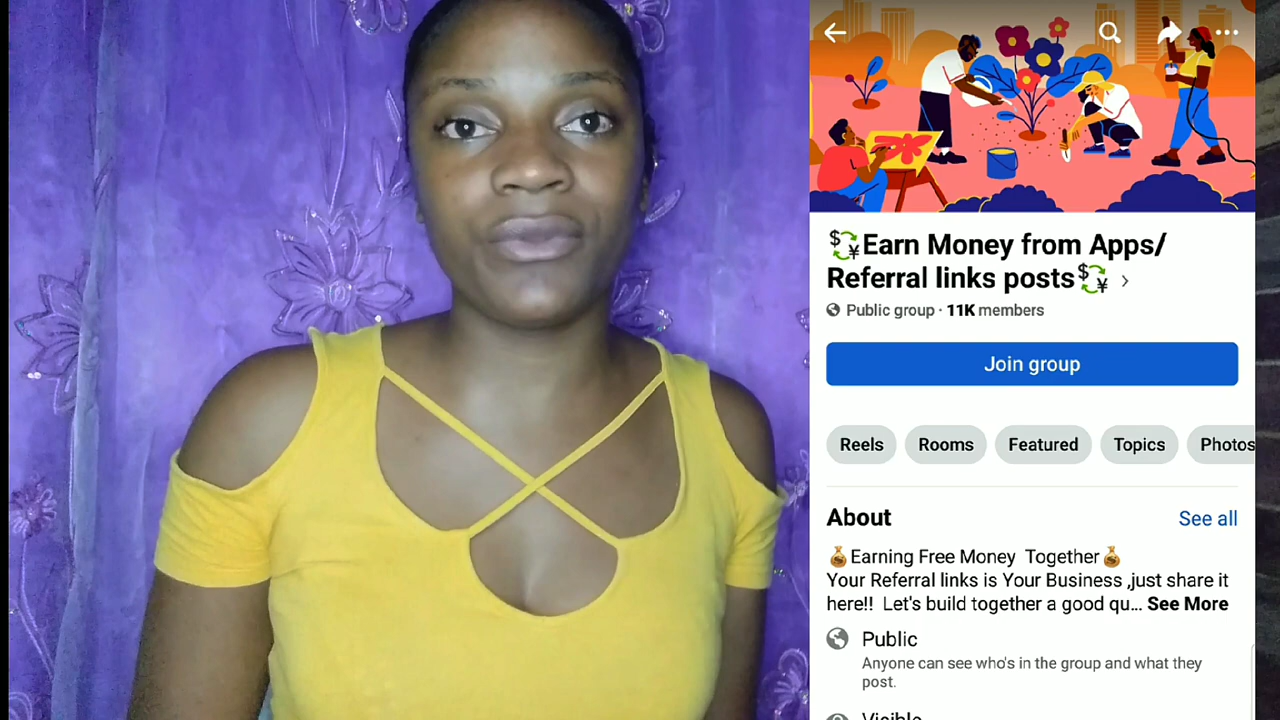 Earn Money from Apps/
Referral links posts
Public group · 11K members
Join group
Reels
Rooms
Featured
Topics
Photos
About
See all
💰Earning Free Money Together💰
Your Referral links is Your Business ,just share it
here!! Let's build together a good qu... See More
Public
Anyone can see who's in the group and what they
post.
Visible